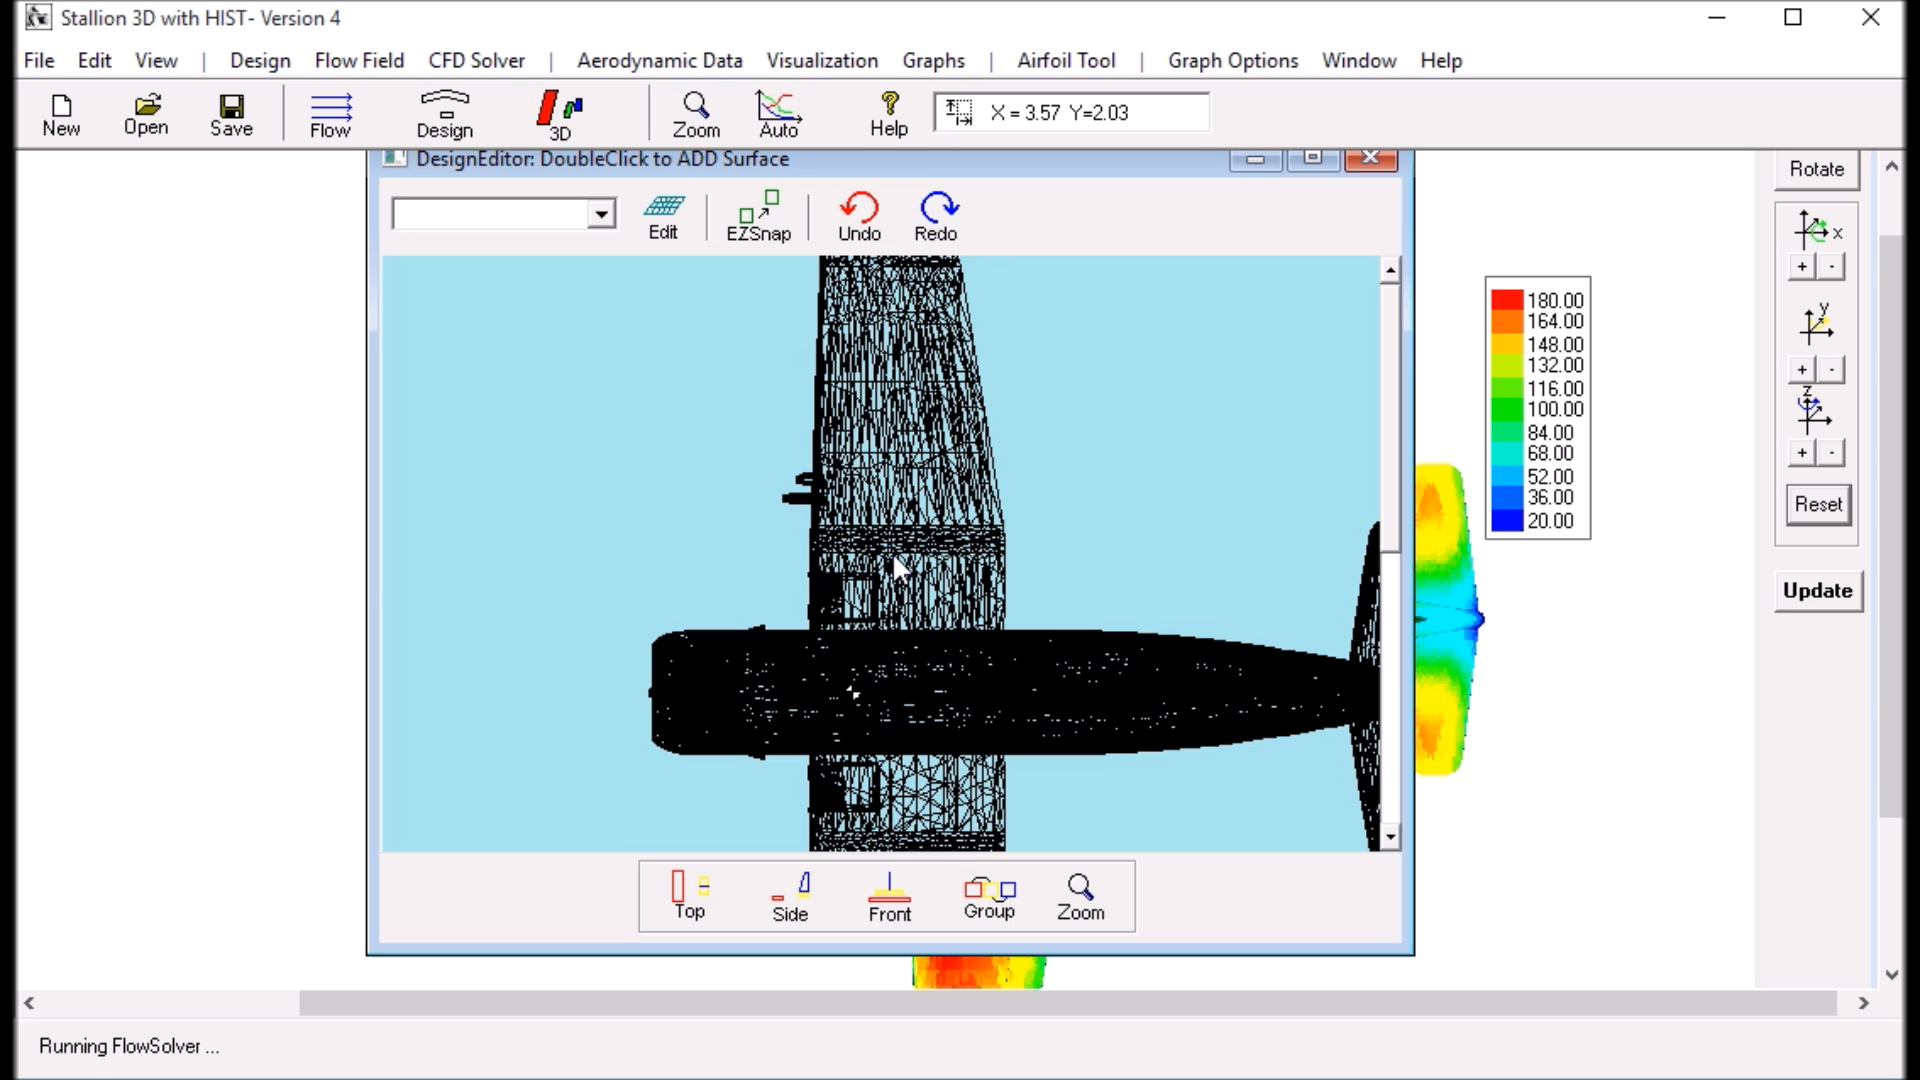 Stallion 3D with HIST- Version 4
File Edit View | Design Flow Field CFD Solver | Aerodynamic Data Visualization Graphs | Airfoil Tool | Graph Options Window Help
New Open Save Flow Design 3D Zoom Auto Help X = 3.57 Y=2.03
DesignEditor: DoubleClick to ADD Surface
Edit EZSnap Undo Redo
Rotate
x
+ -
y
+ -
z
+ -
Reset
Update
180.00
164.00
148.00
132.00
116.00
100.00
84.00
68.00
52.00
36.00
20.00
Top Side Front Group Zoom
Running FlowSolver ...